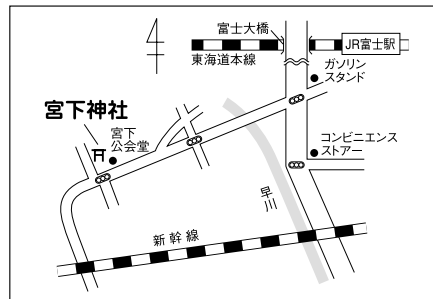 富士大橋
JR富士駅
東海道本線
ガソリン
スタンド
宮下神社
宮下
公会堂
コンビニエンス
ストアー
早川
新幹線